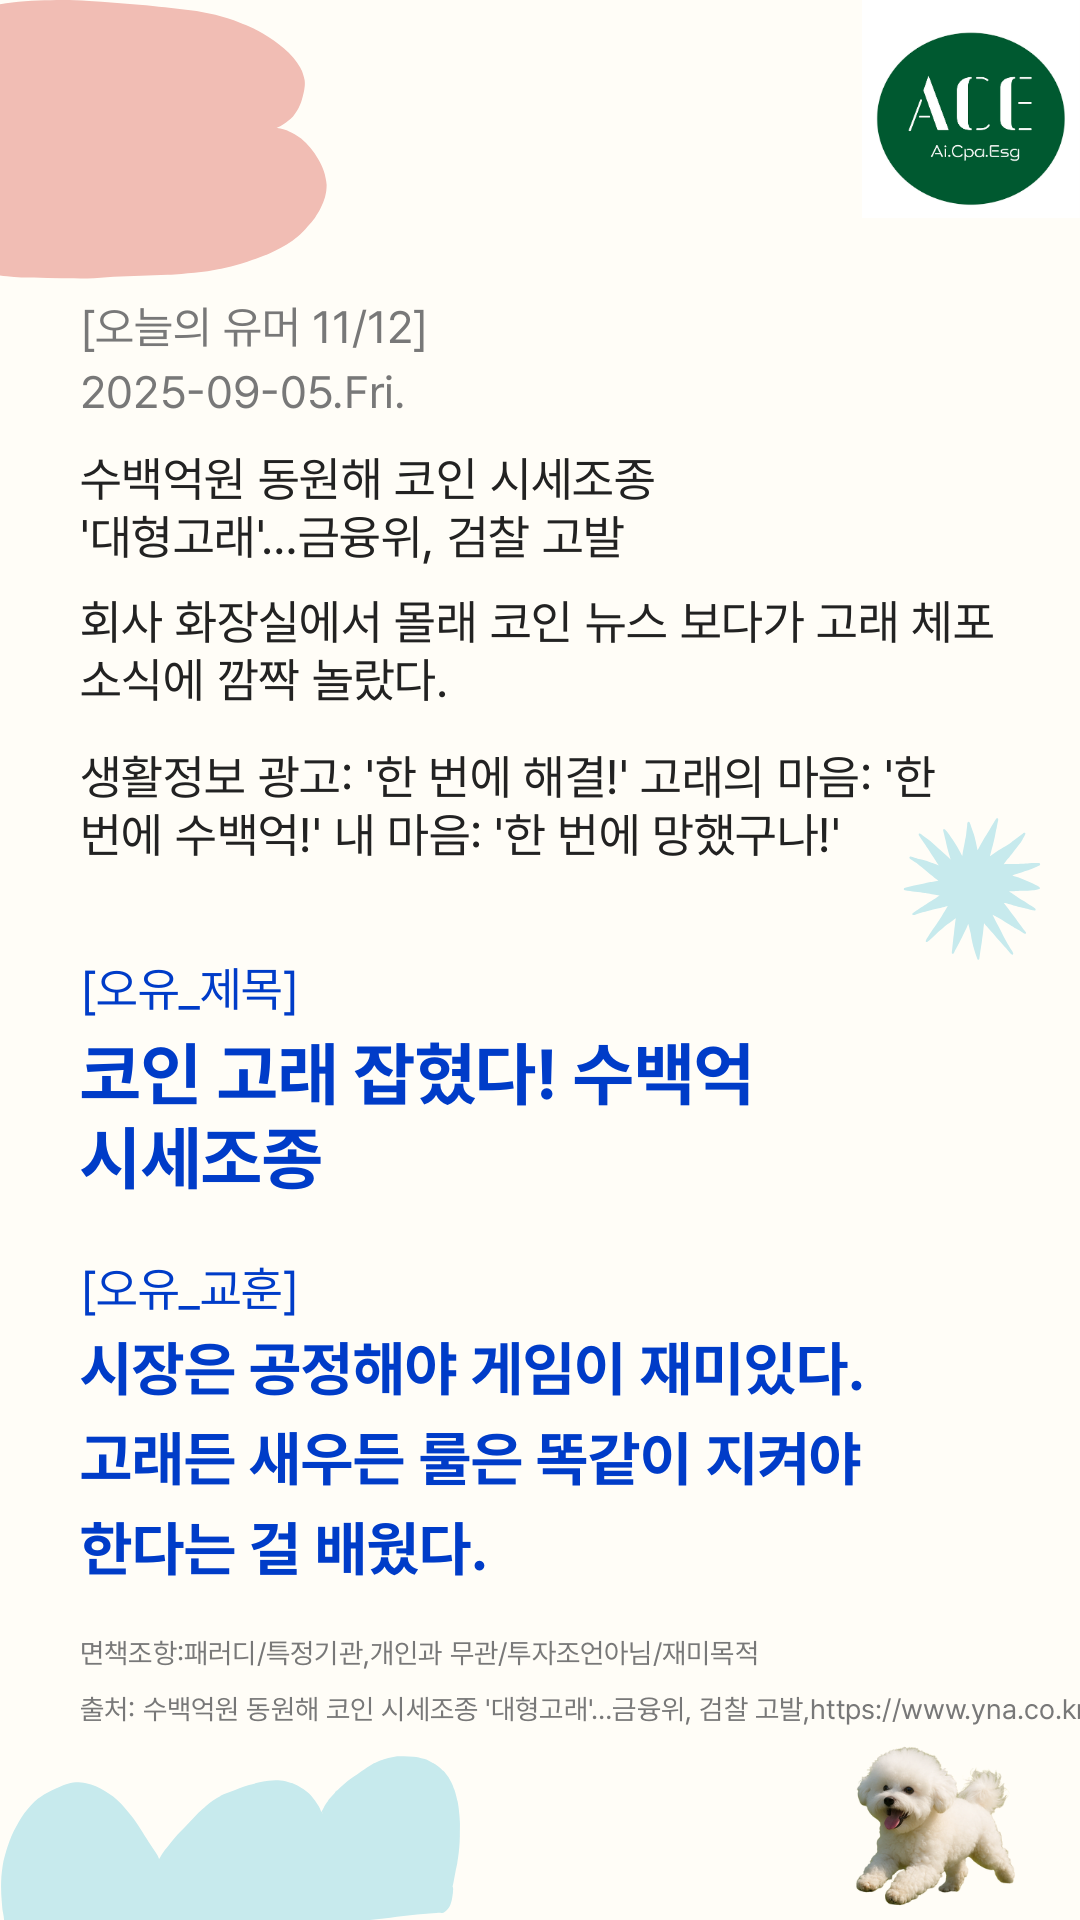 ACE
Ai.Cpa.Esg
[오늘의 유머 11/12]
2025-09-05.Fri.
수백억원 동원해 코인 시세조종
'대형고래'...금융위, 검찰 고발
회사 화장실에서 몰래 코인 뉴스 보다가 고래 체포
소식에 깜짝 놀랐다.
생활정보 광고: '한 번에 해결!' 고래의 마음: '한
번에 수백억!' 내 마음: '한 번에 망했구나!'
[오유_제목]
코인 고래 잡혔다! 수백억
시세조종
[오유_교훈]
시장은 공정해야 게임이 재미있다.
고래든 새우든 룰은 똑같이 지켜야
한다는 걸 배웠다.
면책조항:패러디/특정기관,개인과 무관/투자조언아님/재미목적
출처: 수백억원 동원해 코인 시세조종 '대형고래'...금융위, 검찰 고발,https://www.yna.co.kr